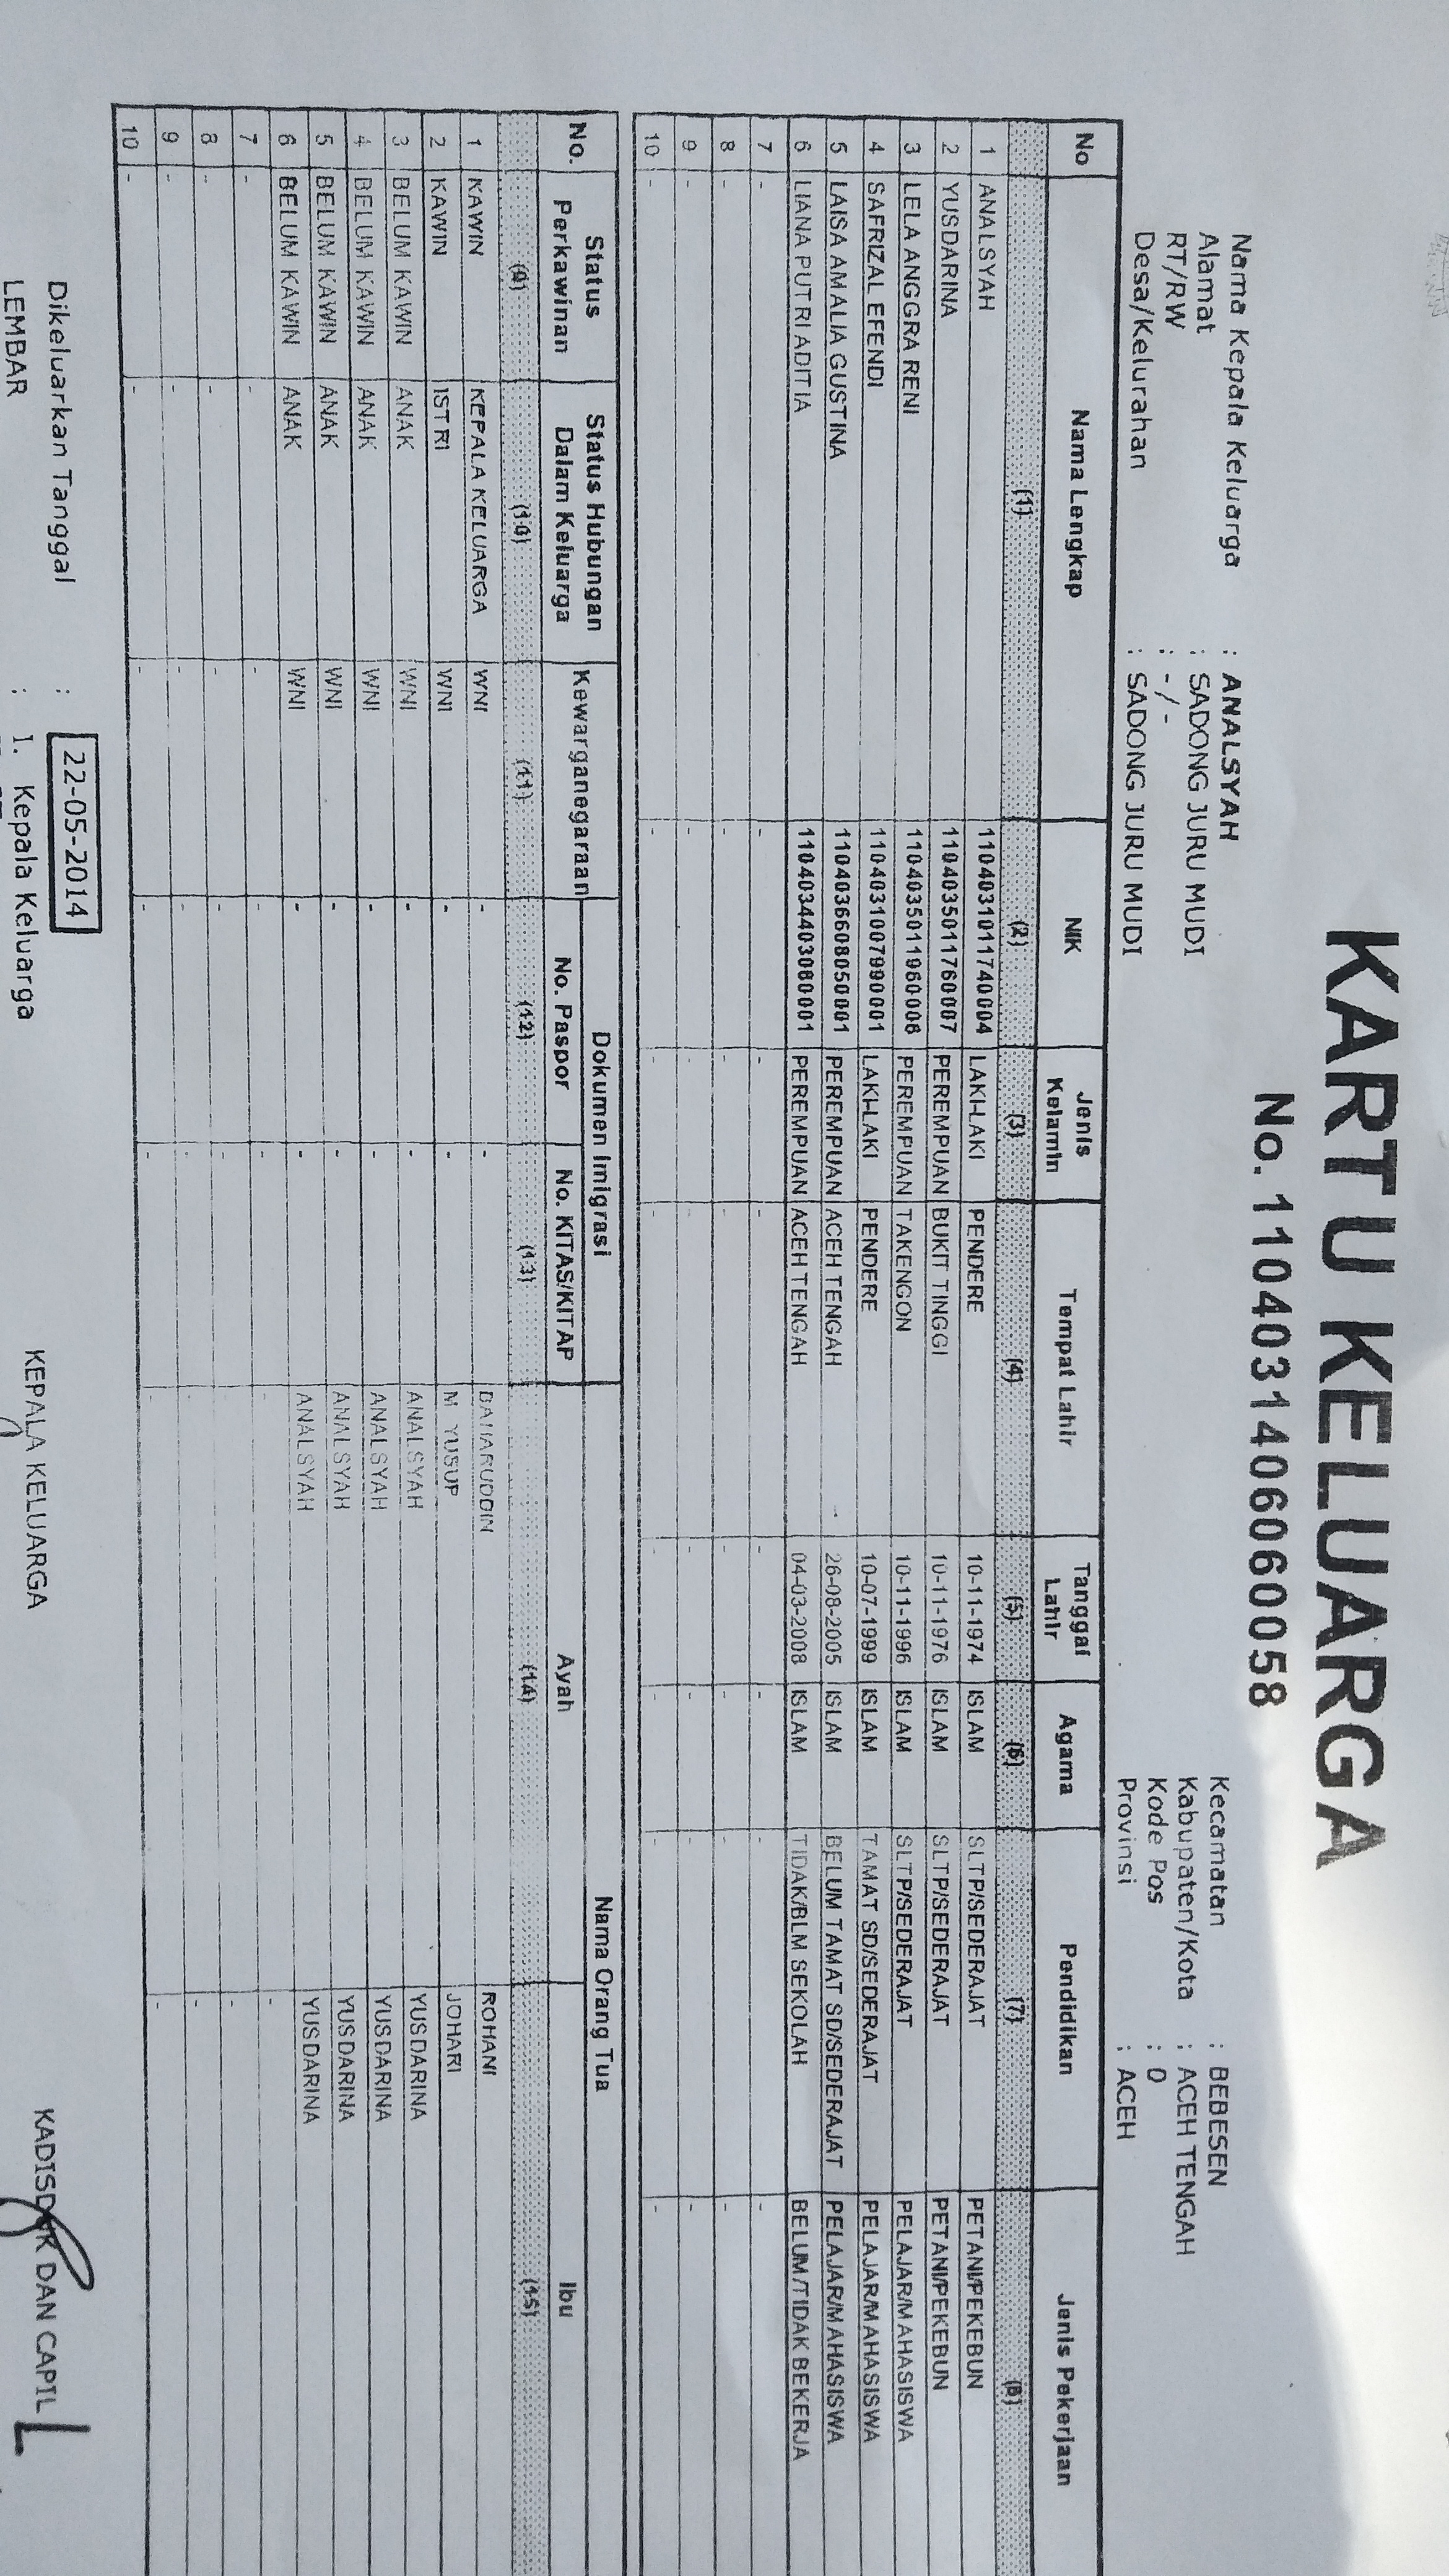 KARTU KELUARGA
No. 1104031406060058
Nama Kepala Keluarga : ANALSYAH
Alamat : SADONG JURU MUDI
RT/RW : -/-
Desa/Kelurahan : SADONG JURU MUDI
Kecamatan : BEBESEN
Kabupaten/Kota : ACEH TENGAH
Kode Pos : 0
Provinsi : ACEH
No Nama Lengkap NIK Jenis Kelamin Tempat Lahir Tanggal Lahir Agama Pendidikan Jenis Pekerjaan
(1) (2) (3) (4) (5) (6) (7) (8)
1 ANALSYAH 1104031011740004 LAKI-LAKI PENDERE 10-11-1974 ISLAM SLTP/SEDERAJAT PETANI/PEKEBUN
2 YUSDARINA 1104035011760007 PEREMPUAN BUKIT TINGGI 10-11-1976 ISLAM SLTP/SEDERAJAT PETANI/PEKEBUN
3 LELA ANGGRA RENI 1104035011960006 PEREMPUAN TAKENGON 10-11-1996 ISLAM SLTP/SEDERAJAT PELAJAR/MAHASISWA
4 SAFRIZAL EFENDI 1104031007990001 LAKI-LAKI PENDERE 10-07-1999 ISLAM TAMAT SD/SEDERAJAT PELAJAR/MAHASISWA
5 LAISA AMALIA GUSTINA 1104036608050001 PEREMPUAN ACEH TENGAH 26-08-2005 ISLAM BELUM TAMAT SD/SEDERAJAT PELAJAR/MAHASISWA
6 LIANA PUTRI ADITIA 1104034403080001 PEREMPUAN ACEH TENGAH 04-03-2008 ISLAM TIDAK/BLM SEKOLAH BELUM/TIDAK BEKERJA
7 - - - - - - - -
8 - - - - - - - -
9 - - - - - - - -
10 - - - - - - - -
No. Status Perkawinan Status Hubungan Dalam Keluarga Kewarganegaraan Dokumen Imigrasi Nama Orang Tua
No. Paspor No. KITAS/KITAP Ayah Ibu
(9) (10) (11) (12) (13) (14) (15)
1 KAWIN KEPALA KELUARGA WNI - - BAHARUDDIN ROHANI
2 KAWIN ISTRI WNI - - M YUSUP JOHARI
3 BELUM KAWIN ANAK WNI - - ANALSYAH YUSDARINA
4 BELUM KAWIN ANAK WNI - - ANALSYAH YUSDARINA
5 BELUM KAWIN ANAK WNI - - ANALSYAH YUSDARINA
6 BELUM KAWIN ANAK WNI - - ANALSYAH YUSDARINA
7 - - - - - - -
8 - - - - - - -
9 - - - - - - -
10 - - - - - - -
Dikeluarkan Tanggal : 22-05-2014
LEMBAR : 1. Kepala Keluarga
KEPALA KELUARGA
KADISDUK DAN CAPIL